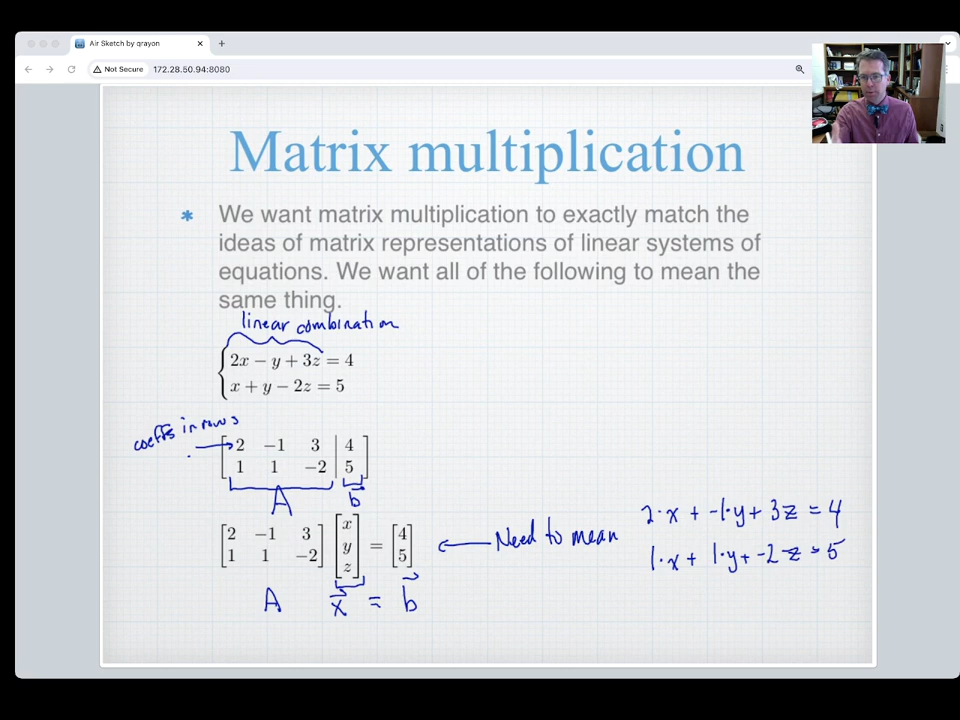 Air Sketch by qrayon
Not Secure 172.28.50.94:8080
Matrix multiplication
* We want matrix multiplication to exactly match the
ideas of matrix representations of linear systems of
equations. We want all of the following to mean the
same thing.
linear combination
2x − y + 3z = 4
x + y − 2z = 5
coeffs in rows
2 −1 3 | 4
1 1 −2 | 5
A b
[2 −1 3; 1 1 −2] [x; y; z] = [4; 5]
A x = b
Need to mean
2·x + -1·y + 3z = 4
1·x + 1·y + -2z = 5